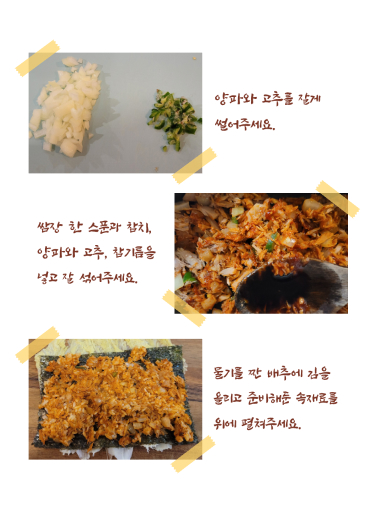 양파와 고추를 잘게
썰어주세요.
쌈장 한 스푼과 참치,
양파와 고추, 참기름을
넣고 잘 섞어주세요.
물기를 짠 배추에 김을
올리고 준비해둔 속재료를
위에 펼쳐주세요.